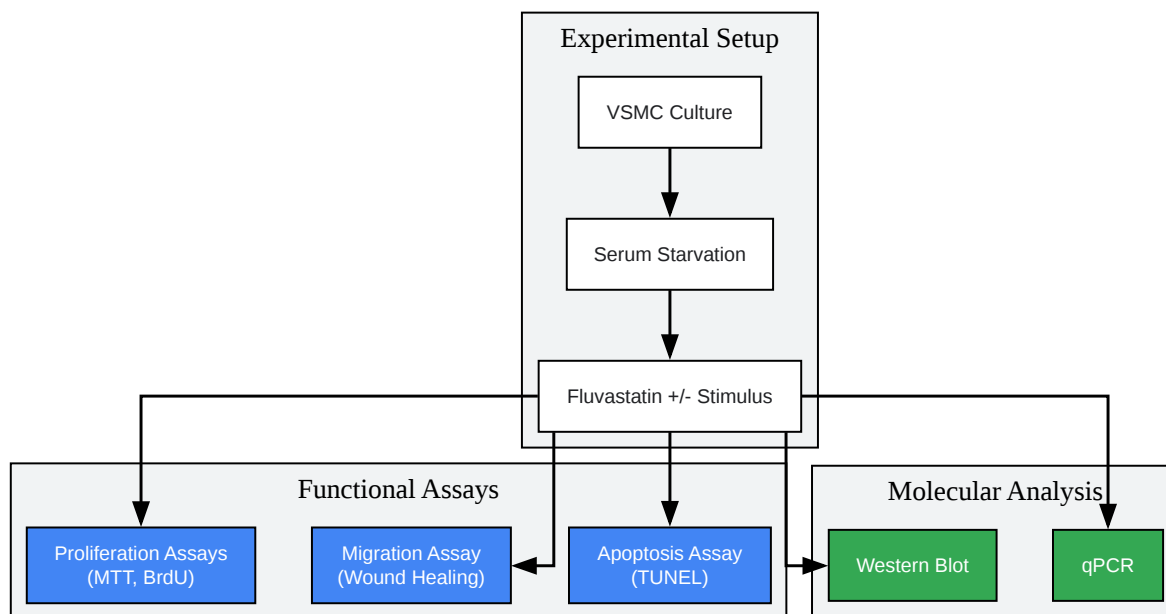 Experimental Setup
VSMC Culture
Serum Starvation
Fluvastatin +/- Stimulus
Functional Assays
Molecular Analysis
Proliferation Assays
(MTT, BrdU)
Migration Assay
(Wound Healing)
Apoptosis Assay
(TUNEL)
Western Blot
qPCR